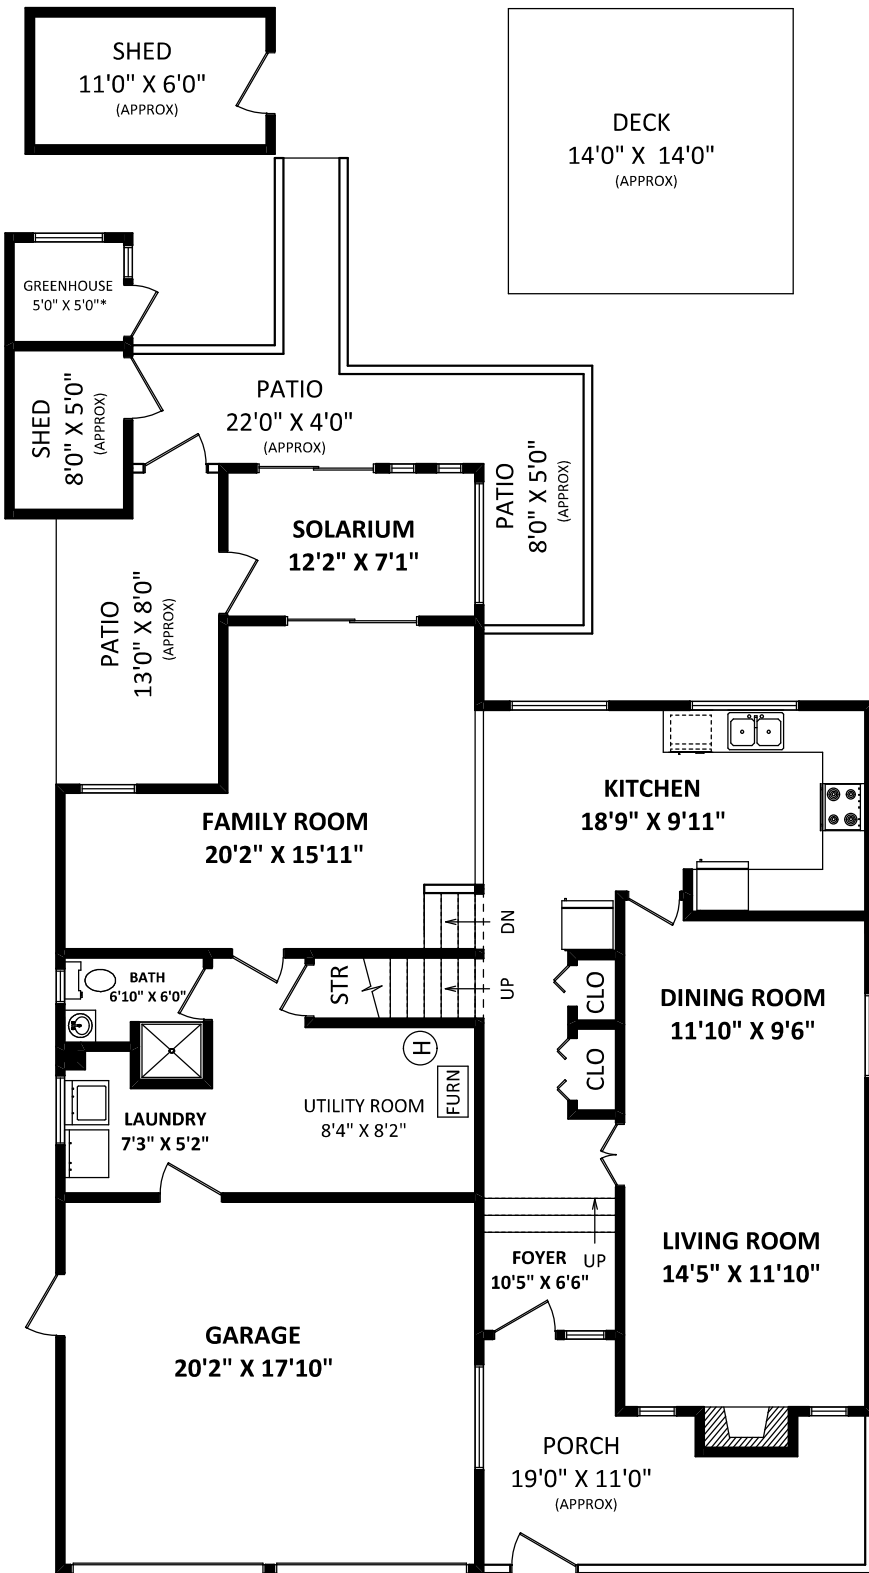 SHED
11'0" X 6'0"
(APPROX)
DECK
14'0" X 14'0"
(APPROX)
GREENHOUSE
5'0" X 5'0"*
SHED
8'0" X 5'0"
(APPROX)
PATIO
22'0" X 4'0"
(APPROX)
PATIO
8'0" X 5'0"
(APPROX)
SOLARIUM
12'2" X 7'1"
PATIO
13'0" X 8'0"
(APPROX)
KITCHEN
18'9" X 9'11"
FAMILY ROOM
20'2" X 15'11"
DN
UP
STR
BATH
6'10" X 6'0"
CLO
CLO
DINING ROOM
11'10" X 9'6"
H
FURN
UTILITY ROOM
8'4" X 8'2"
LAUNDRY
7'3" X 5'2"
LIVING ROOM
14'5" X 11'10"
FOYER
10'5" X 6'6"
UP
GARAGE
20'2" X 17'10"
PORCH
19'0" X 11'0"
(APPROX)